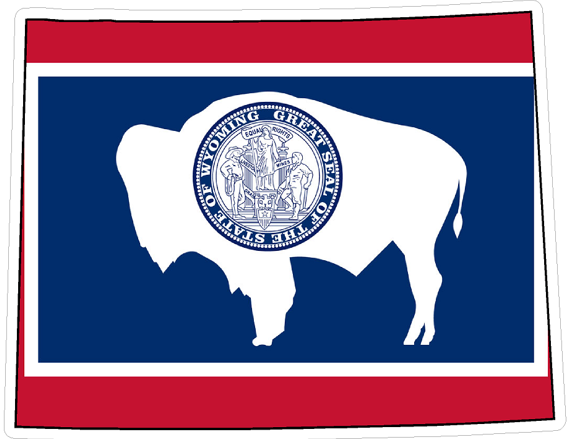 GREAT SEAL OF THE STATE OF WYOMING
EQUAL RIGHTS